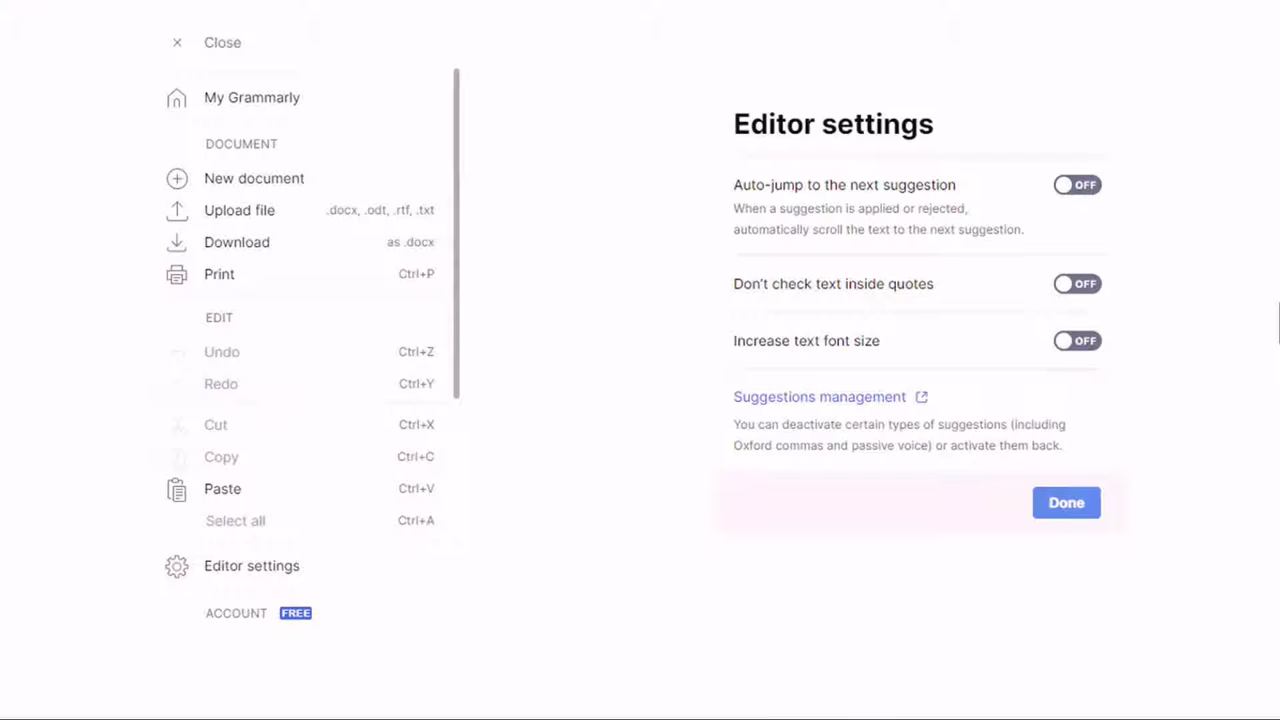 Close
My Grammarly
DOCUMENT
New document
Upload file .docx, .odt, .rtf, .txt
Download as .docx
Print Ctrl+P
EDIT
Undo Ctrl+Z
Redo Ctrl+Y
Cut Ctrl+X
Copy Ctrl+C
Paste Ctrl+V
Select all Ctrl+A
Editor settings
ACCOUNT FREE
Editor settings
Auto-jump to the next suggestion OFF
When a suggestion is applied or rejected,
automatically scroll the text to the next suggestion.
Don't check text inside quotes OFF
Increase text font size OFF
Suggestions management
You can deactivate certain types of suggestions (including
Oxford commas and passive voice) or activate them back.
Done